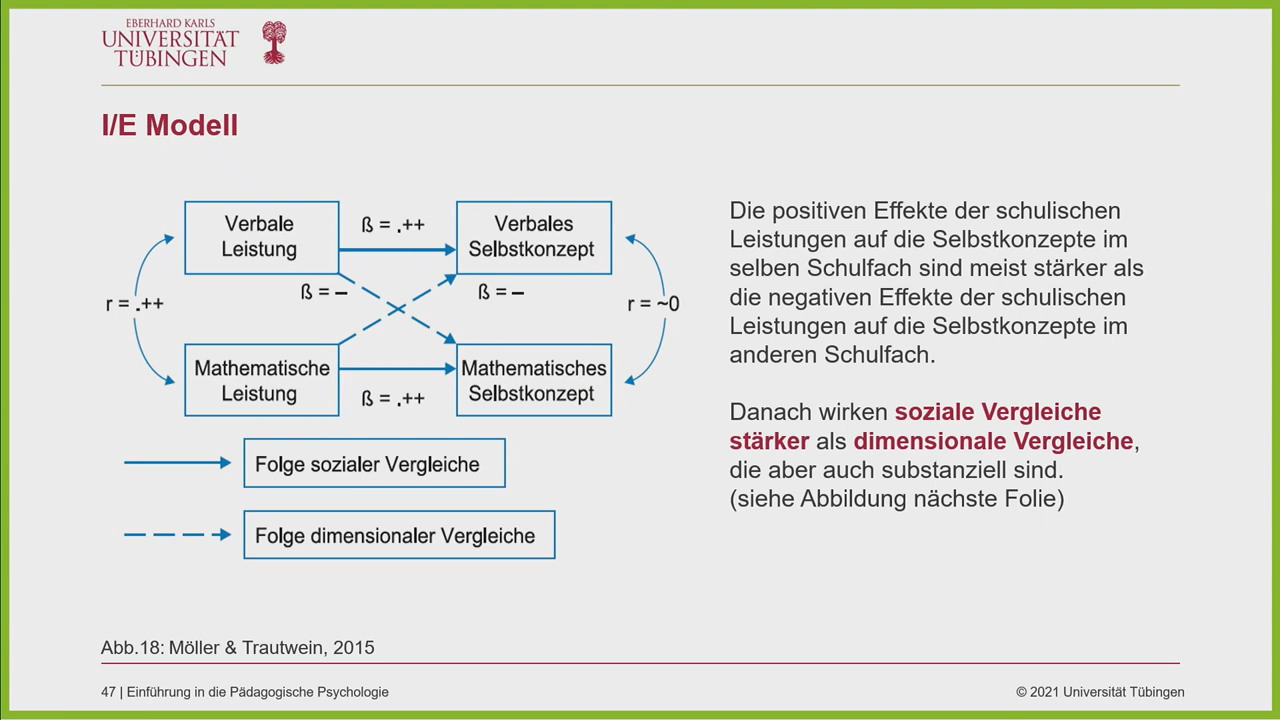 EBERHARD KARLS
UNIVERSITÄT
TÜBINGEN
I/E Modell
Verbale
Leistung
ß = .++
Verbales
Selbstkonzept
ß = –
ß = –
r = .++
r = ~0
Mathematische
Leistung
ß = .++
Mathematisches
Selbstkonzept
Folge sozialer Vergleiche
Folge dimensionaler Vergleiche
Die positiven Effekte der schulischen
Leistungen auf die Selbstkonzepte im
selben Schulfach sind meist stärker als
die negativen Effekte der schulischen
Leistungen auf die Selbstkonzepte im
anderen Schulfach.
Danach wirken soziale Vergleiche
stärker als dimensionale Vergleiche,
die aber auch substanziell sind.
(siehe Abbildung nächste Folie)
Abb.18: Möller & Trautwein, 2015
47 | Einführung in die Pädagogische Psychologie
© 2021 Universität Tübingen